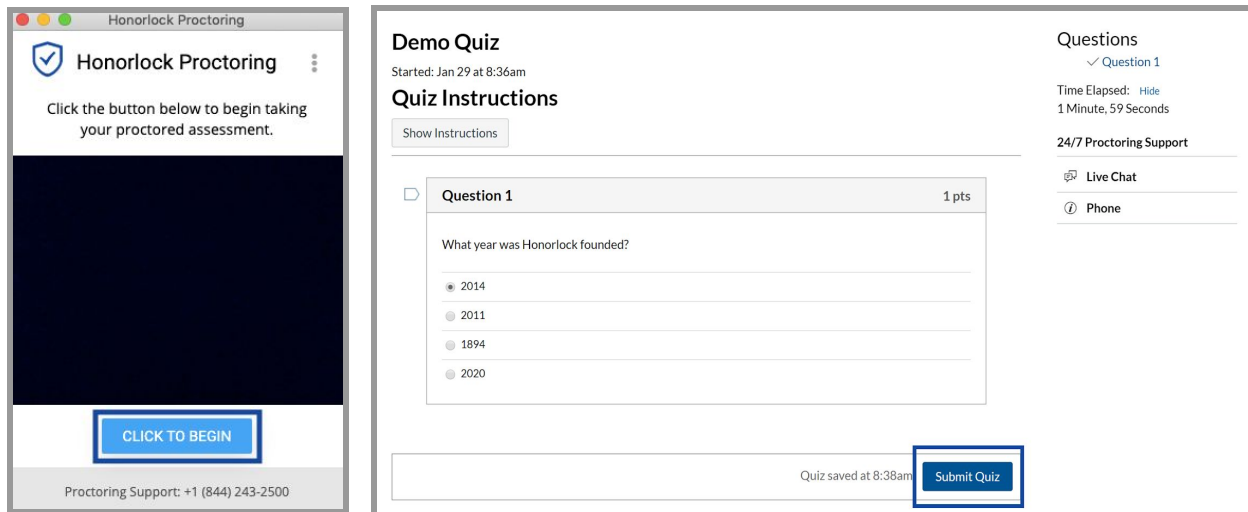 Honorlock Proctoring
Honorlock Proctoring
Click the button below to begin taking
your proctored assessment.
CLICK TO BEGIN
Proctoring Support: +1 (844) 243-2500
Demo Quiz
Started: Jan 29 at 8:36am
Quiz Instructions
Show Instructions
Question 1 1 pts
What year was Honorlock founded?
2014
2011
1894
2020
Quiz saved at 8:38am Submit Quiz
Questions
Question 1
Time Elapsed: Hide
1 Minute, 59 Seconds
24/7 Proctoring Support
Live Chat
Phone